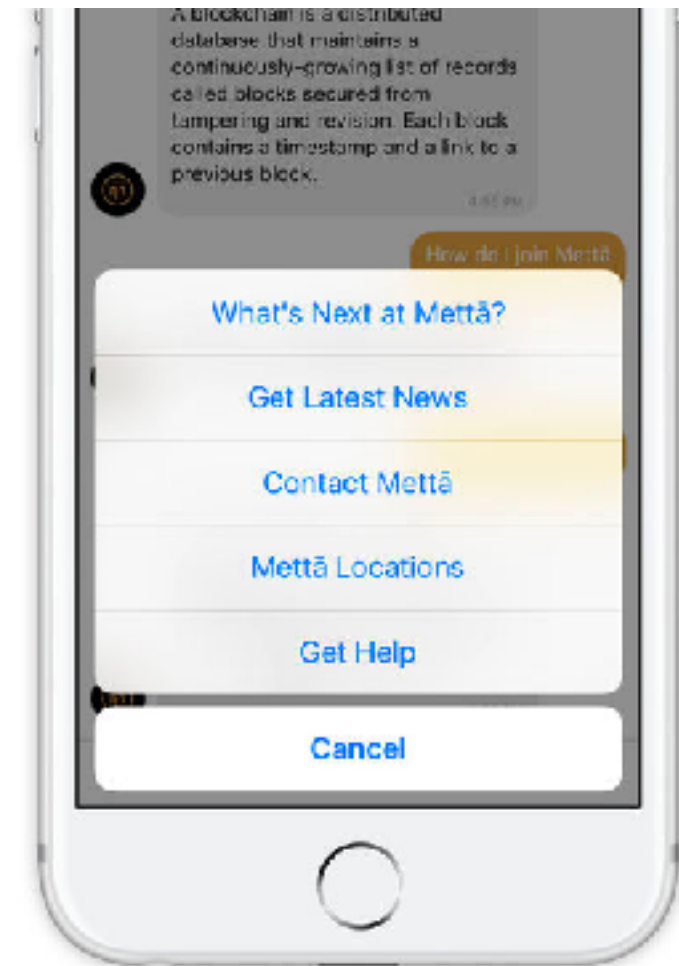 A blockchain is a distributed
database that maintains a
continuously-growing list of records
called blocks secured from
tampering and revision. Each block
contains a timestamp and a link to a
previous block.
How do I join Mettā
What's Next at Mettā?
Get Latest News
Contact Mettā
Mettā Locations
Get Help
Cancel